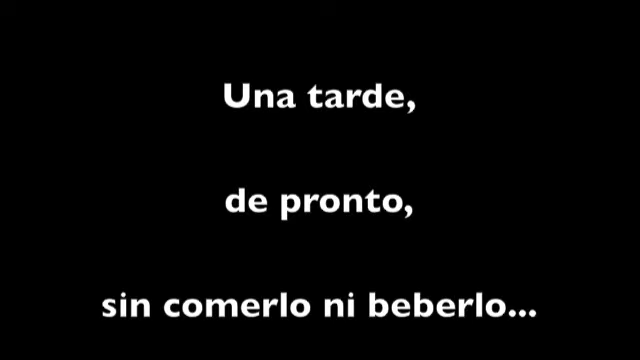 Una tarde,
de pronto,
sin comerlo ni beberlo...